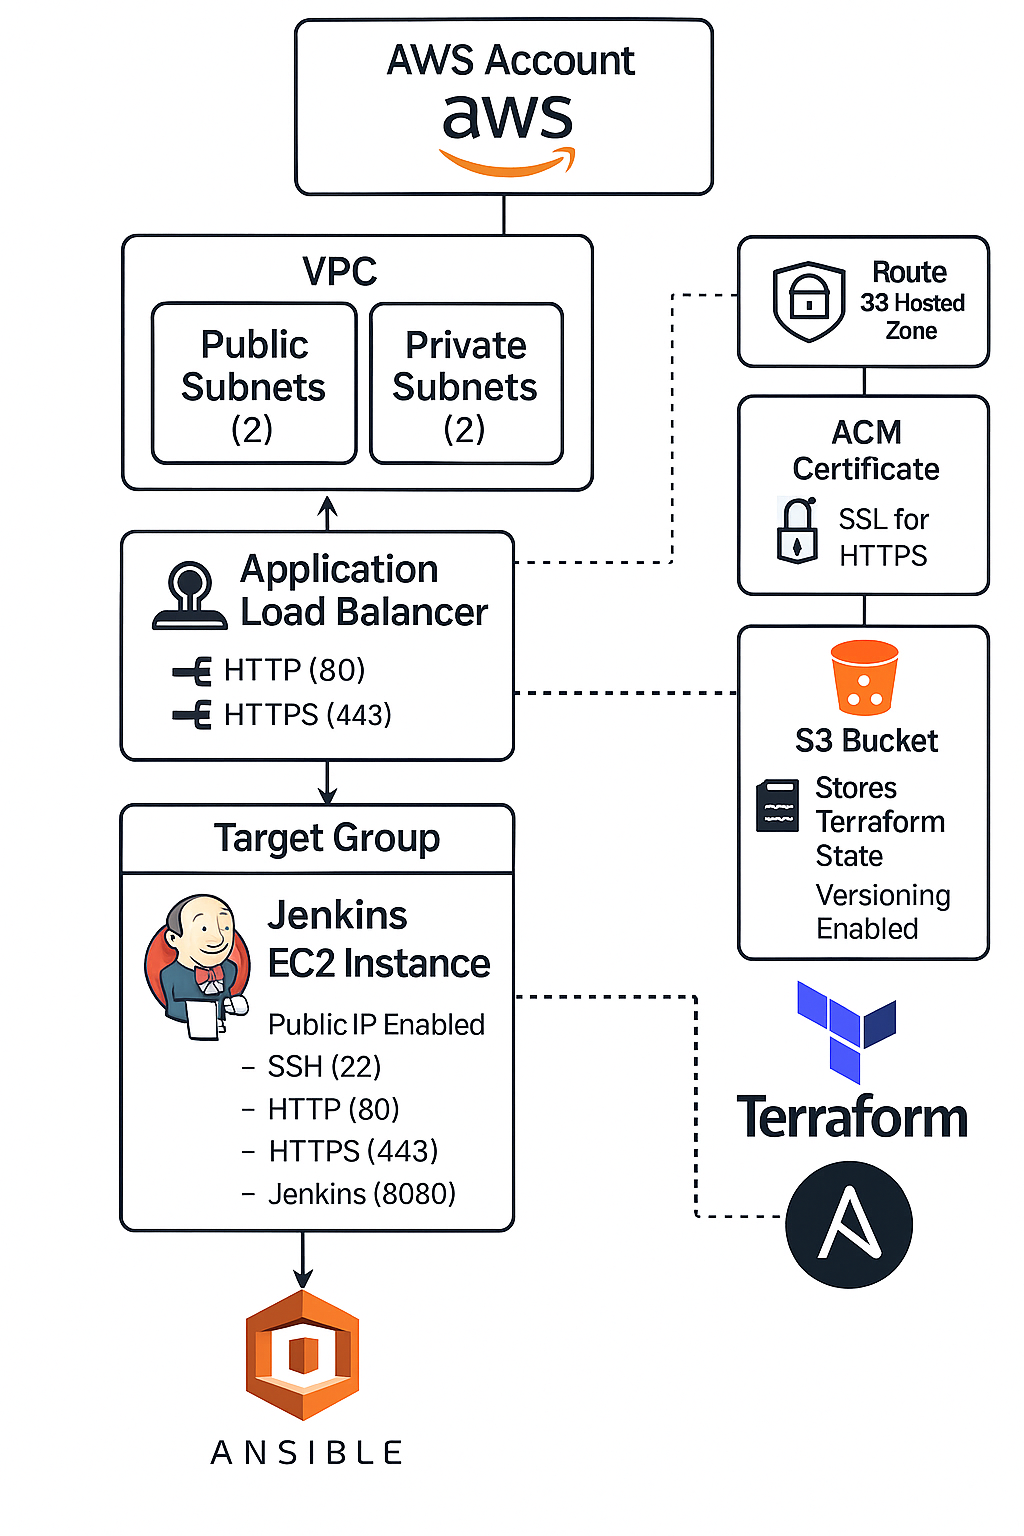 AWS Account
aws
VPC
Public
Subnets
(2)
Private
Subnets
(2)
Route
33 Hosted
Zone
ACM
Certificate
SSL for
HTTPS
Application
Load Balancer
HTTP (80)
HTTPS (443)
S3 Bucket
Stores
Terraform
State
Versioning
Enabled
Target Group
Jenkins
EC2 Instance
Public IP Enabled
– SSH (22)
– HTTP (80)
– HTTPS (443)
– Jenkins (8080)
Terraform
ANSIBLE